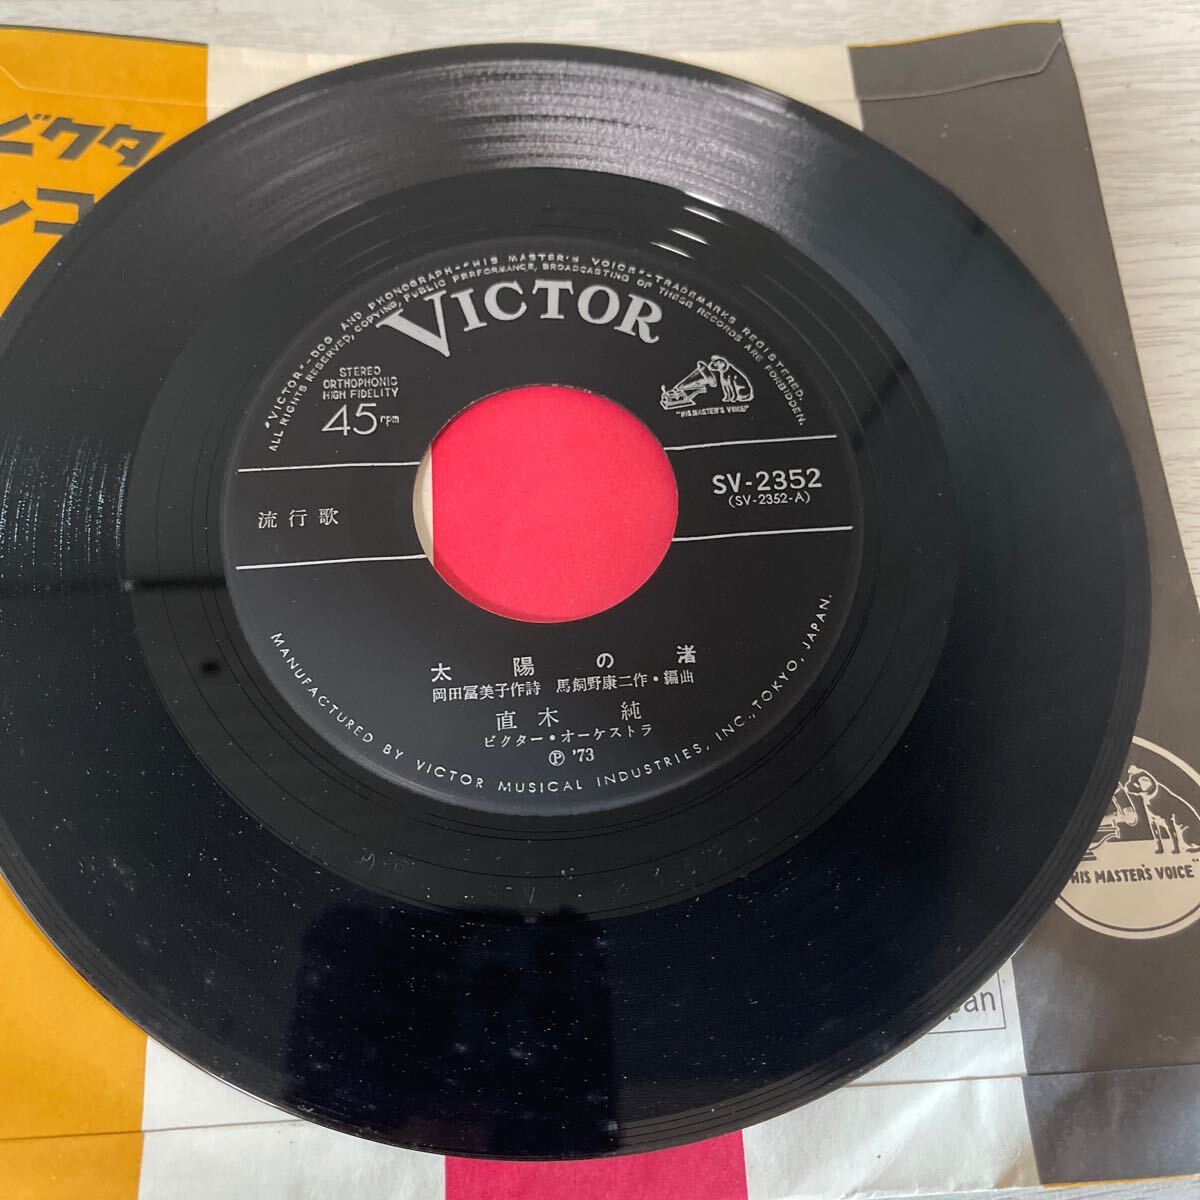 ビクタ
"VICTOR"-DOG AND PHONOGRAPH-"HIS MASTER'S VOICE"-TRADEMARKS REGISTERED.
ALL RIGHTS RESERVED, COPYING, PUBLIC PERFORMANCE, BROADCASTING OF THESE RECORDS ARE FORBIDDEN.
VICTOR
STEREO
ORTHOPHONIC
HIGH FIDELITY
45 rpm
"HIS MASTER'S VOICE"
SV-2352
(SV-2352-A)
流行歌
太陽の渚
岡田冨美子作詩 馬飼野康二作・編曲
直木 純
ビクター・オーケストラ
Ⓟ '73
MANUFACTURED BY VICTOR MUSICAL INDUSTRIES, INC., TOKYO, JAPAN.
HIS MASTER'S VOICE"
pan